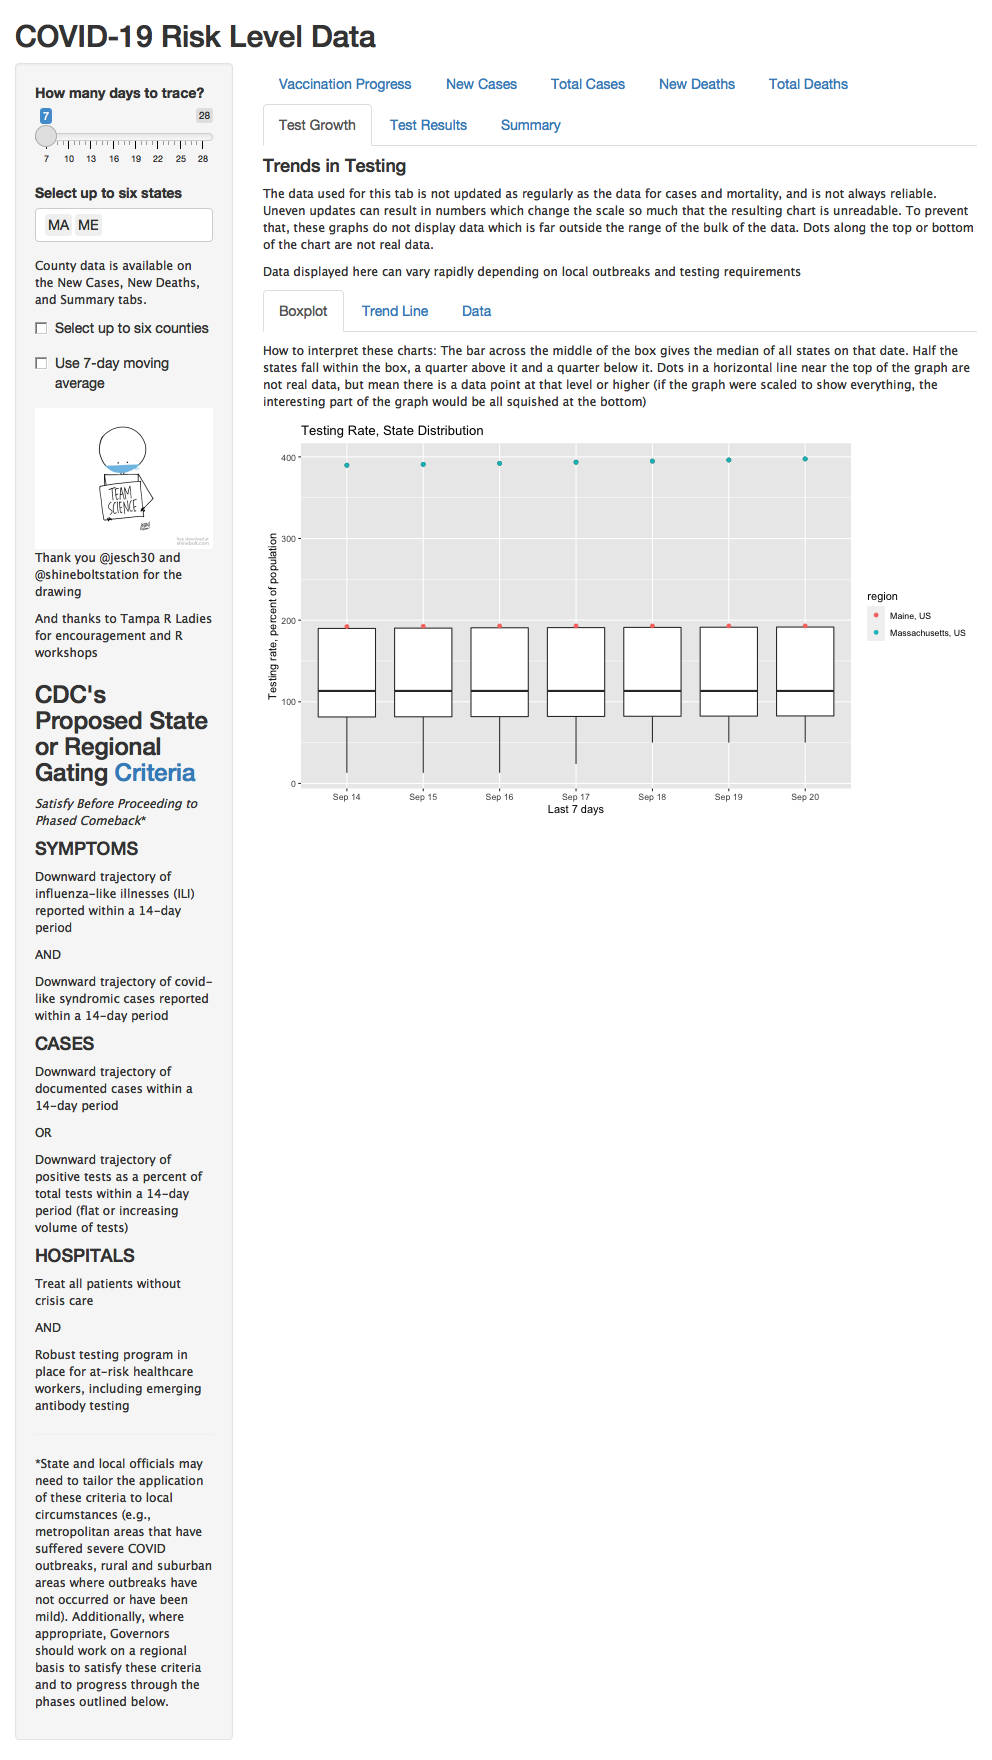 COVID-19 Risk Level Data
How many days to trace?
7
28
7 10 13 16 19 22 25 28
Select up to six states
MA ME
County data is available on
the New Cases, New Deaths,
and Summary tabs.
Select up to six counties
Use 7-day moving
average
TEAM
SCIENCE
free download at
shinebolt.com
Thank you @jesch30 and
@shineboltstation for the
drawing
And thanks to Tampa R Ladies
for encouragement and R
workshops
CDC's
Proposed State
or Regional
Gating Criteria
Satisfy Before Proceeding to
Phased Comeback*
SYMPTOMS
Downward trajectory of
influenza-like illnesses (ILI)
reported within a 14-day
period
AND
Downward trajectory of covid-
like syndromic cases reported
within a 14-day period
CASES
Downward trajectory of
documented cases within a
14-day period
OR
Downward trajectory of
positive tests as a percent of
total tests within a 14-day
period (flat or increasing
volume of tests)
HOSPITALS
Treat all patients without
crisis care
AND
Robust testing program in
place for at-risk healthcare
workers, including emerging
antibody testing
*State and local officials may
need to tailor the application
of these criteria to local
circumstances (e.g.,
metropolitan areas that have
suffered severe COVID
outbreaks, rural and suburban
areas where outbreaks have
not occurred or have been
mild). Additionally, where
appropriate, Governors
should work on a regional
basis to satisfy these criteria
and to progress through the
phases outlined below.
Vaccination Progress New Cases Total Cases New Deaths Total Deaths
Test Growth Test Results Summary
Trends in Testing
The data used for this tab is not updated as regularly as the data for cases and mortality, and is not always reliable.
Uneven updates can result in numbers which change the scale so much that the resulting chart is unreadable. To prevent
that, these graphs do not display data which is far outside the range of the bulk of the data. Dots along the top or bottom
of the chart are not real data.
Data displayed here can vary rapidly depending on local outbreaks and testing requirements
Boxplot Trend Line Data
How to interpret these charts: The bar across the middle of the box gives the median of all states on that date. Half the
states fall within the box, a quarter above it and a quarter below it. Dots in a horizontal line near the top of the graph are
not real data, but mean there is a data point at that level or higher (if the graph were scaled to show everything, the
interesting part of the graph would be all squished at the bottom)
Testing Rate, State Distribution
Testing rate, percent of population
400
300
200
100
0
Sep 14 Sep 15 Sep 16 Sep 17 Sep 18 Sep 19 Sep 20
Last 7 days
region
Maine, US
Massachusetts, US